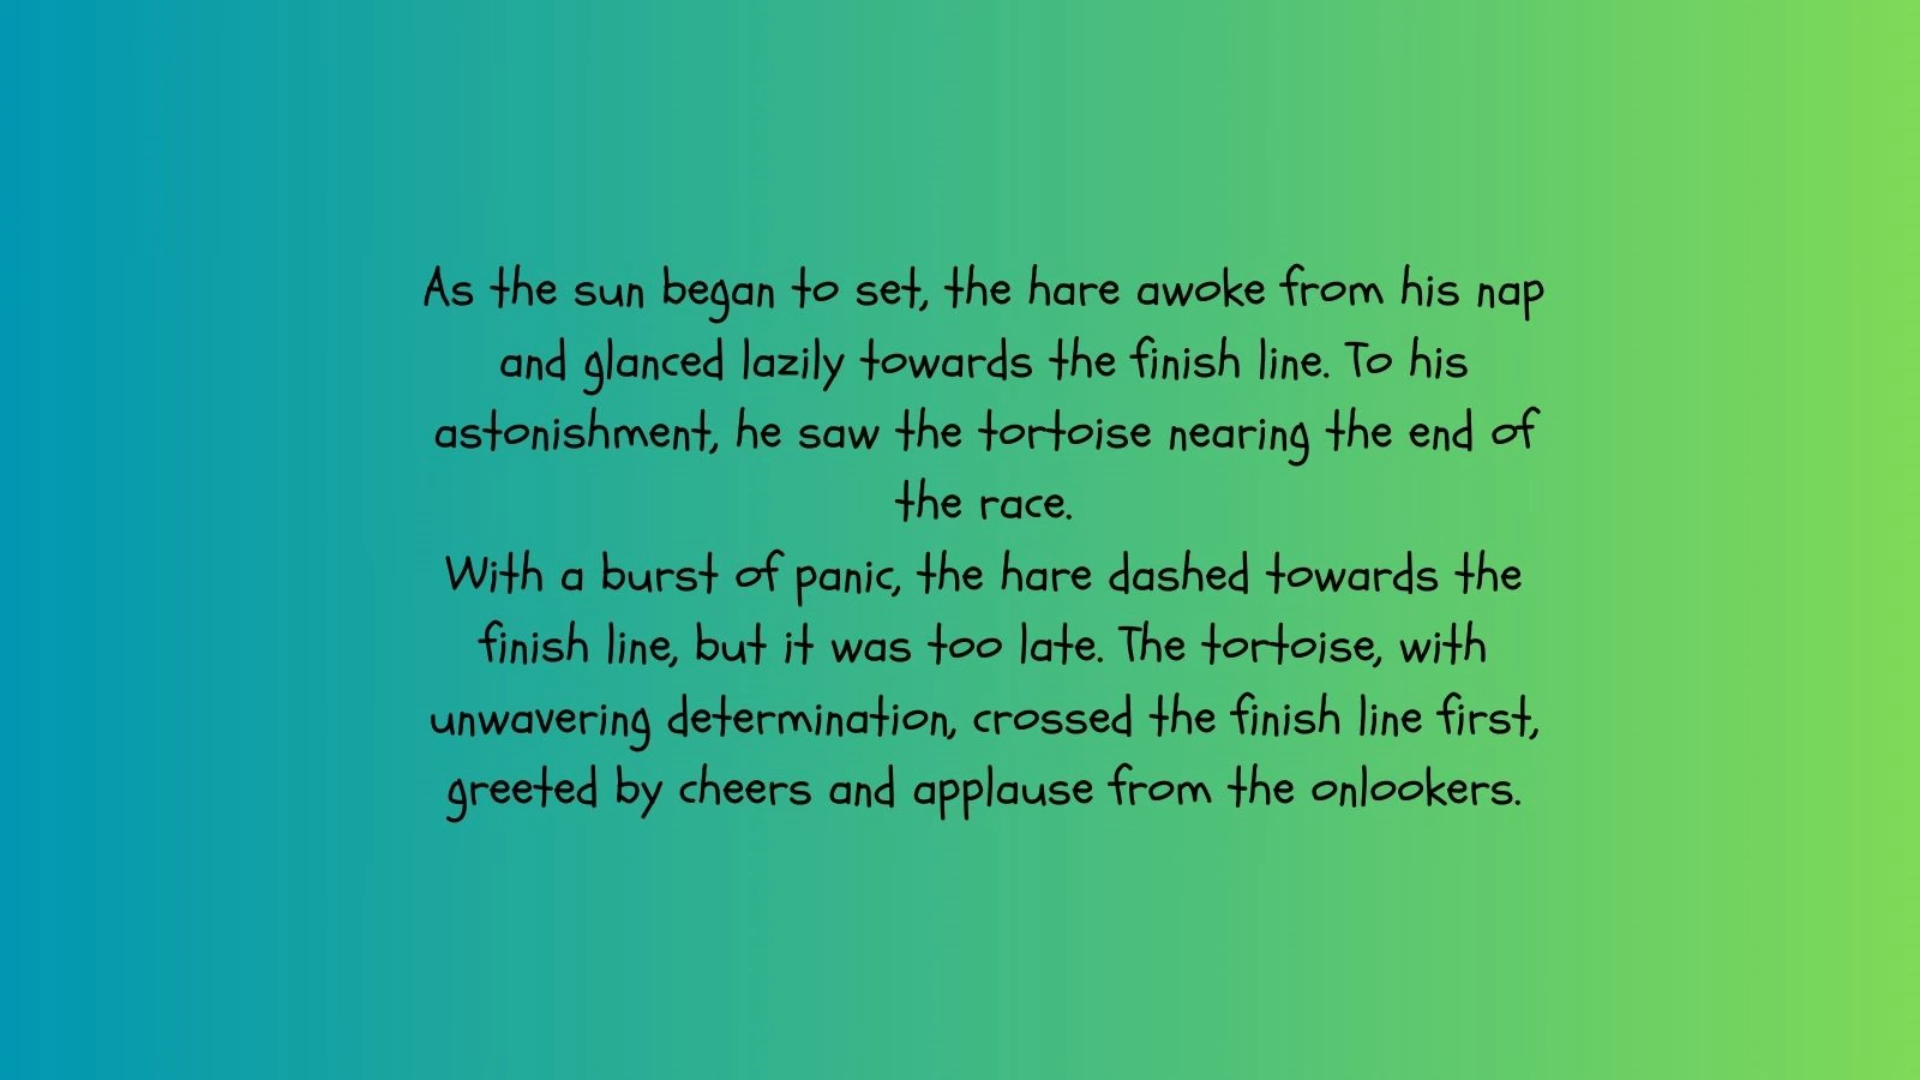 As the sun began to set, the hare awoke from his nap
and glanced lazily towards the finish line. To his
astonishment, he saw the tortoise nearing the end of
the race.
With a burst of panic, the hare dashed towards the
finish line, but it was too late. The tortoise, with
unwavering determination, crossed the finish line first,
greeted by cheers and applause from the onlookers.